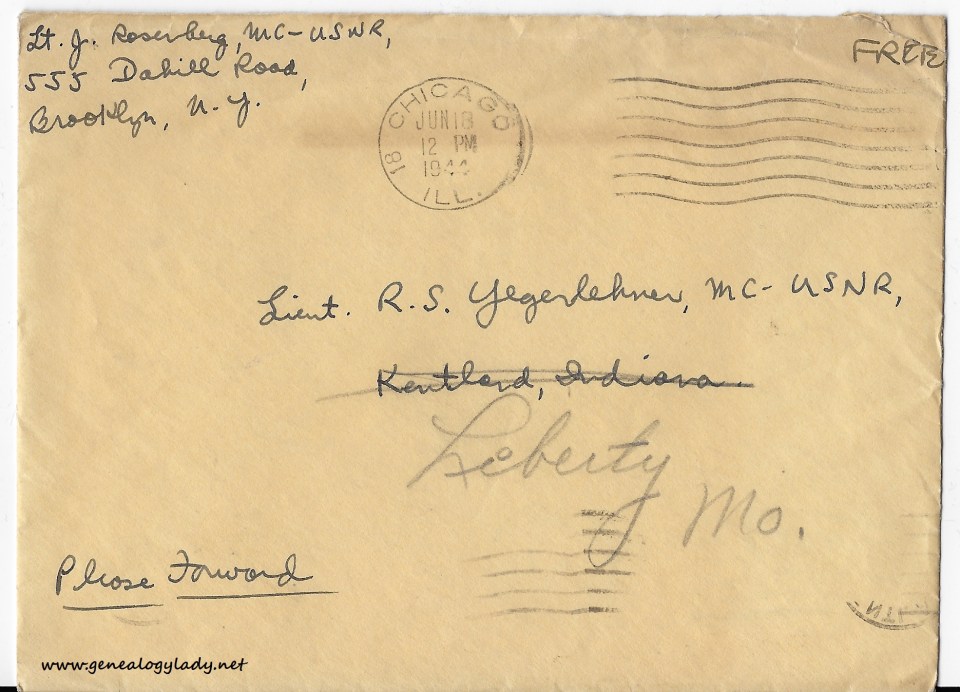 Lt. J. Rosenberg, MC-USNR,
555 Dahill Road,
Brooklyn, N.Y.
FREE
CHICAGO 18
JUN 18
12 PM
1944
ILL.
Lieut. R.S. Yegerlehner, MC-USNR,
Kentland, Indiana
Liberty
Mo.
Please Forward
www.genealogylady.net